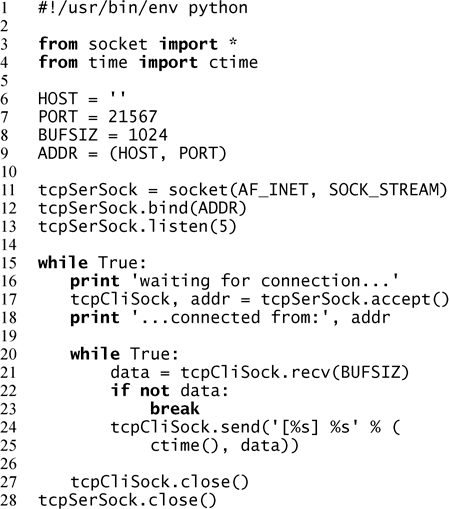 1 #!/usr/bin/env python
2
3 from socket import *
4 from time import ctime
5
6 HOST = ''
7 PORT = 21567
8 BUFSIZ = 1024
9 ADDR = (HOST, PORT)
10
11 tcpSerSock = socket(AF_INET, SOCK_STREAM)
12 tcpSerSock.bind(ADDR)
13 tcpSerSock.listen(5)
14
15 while True:
16     print 'waiting for connection...'
17     tcpCliSock, addr = tcpSerSock.accept()
18     print '...connected from:', addr
19
20     while True:
21         data = tcpCliSock.recv(BUFSIZ)
22         if not data:
23             break
24         tcpCliSock.send('[%s] %s' % (
25             ctime(), data))
26
27     tcpCliSock.close()
28 tcpSerSock.close()